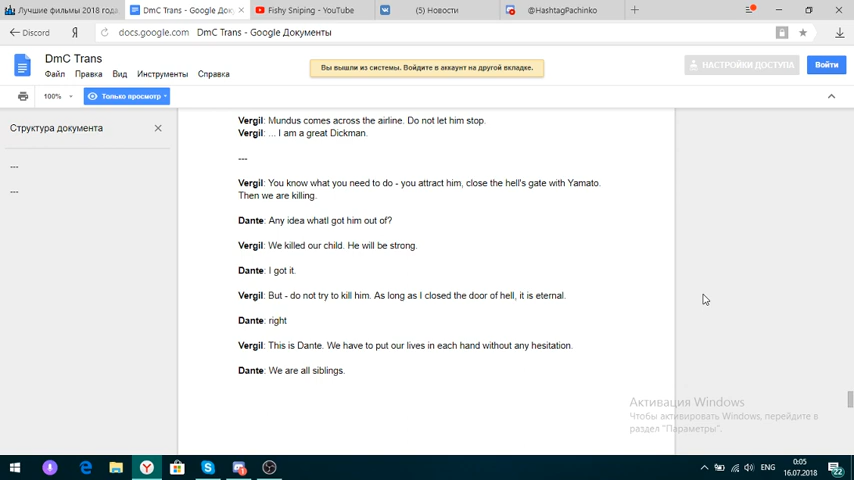 Лучшие фильмы 2018 года
DmC Trans - Google Доку
Fishy Sniping - YouTube
(5) Новости
@HashtagPachinko
Discord
docs.google.com DmC Trans - Google Документы
DmC Trans
Файл Правка Вид Инструменты Справка
Вы вышли из системы. Войдите в аккаунт на другой вкладке.
НАСТРОЙКИ ДОСТУПА
Войти
100%
Только просмотр
Структура документа
---
---
Vergil: Mundus comes across the airline. Do not let him stop.
Vergil: ... I am a great Dickman.
---
Vergil: You know what you need to do - you attract him, close the hell's gate with Yamato.
Then we are killing.
Dante: Any idea whatI got him out of?
Vergil: We killed our child. He will be strong.
Dante: I got it.
Vergil: But - do not try to kill him. As long as I closed the door of hell, it is eternal.
Dante: right
Vergil: This is Dante. We have to put our lives in each hand without any hesitation.
Dante: We are all siblings.
Активация Windows
Чтобы активировать Windows, перейдите в
раздел "Параметры".
ENG
0:05
16.07.2018
22